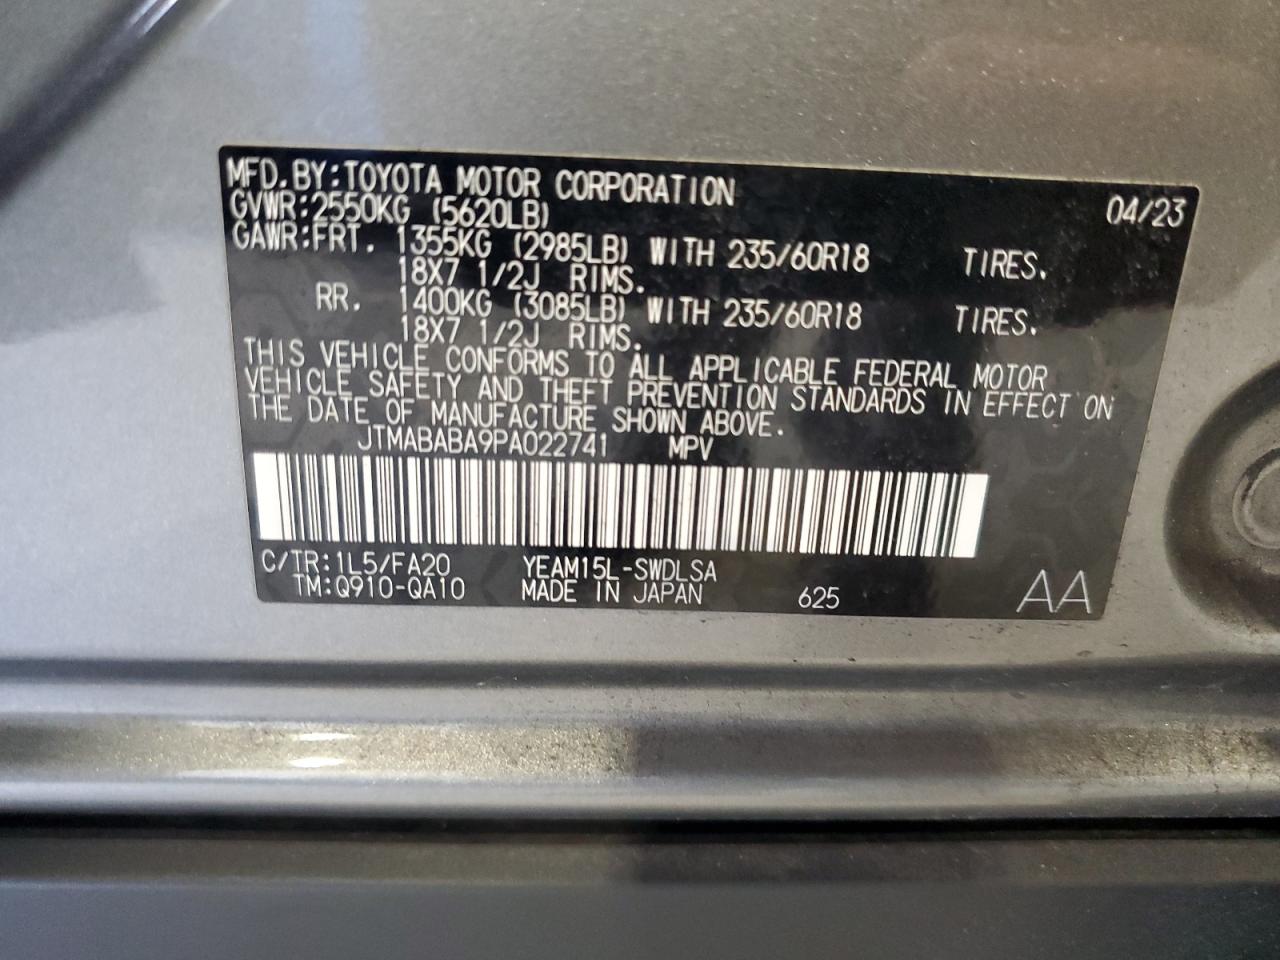 MFD.BY:TOYOTA MOTOR CORPORATION 04/23
GVWR:2550KG (5620LB)
GAWR:FRT. 1355KG (2985LB) WITH 235/60R18 TIRES.
18X7 1/2J RIMS.
RR. 1400KG (3085LB) WITH 235/60R18 TIRES.
18X7 1/2J RIMS.
THIS VEHICLE CONFORMS TO ALL APPLICABLE FEDERAL MOTOR
VEHICLE SAFETY AND THEFT PREVENTION STANDARDS IN EFFECT ON
THE DATE OF MANUFACTURE SHOWN ABOVE.
JTMABABA9PA022741 MPV
C/TR:1L5/FA20 YEAM15L-SWDLSA
TM:Q910-QA10 MADE IN JAPAN 625 AA